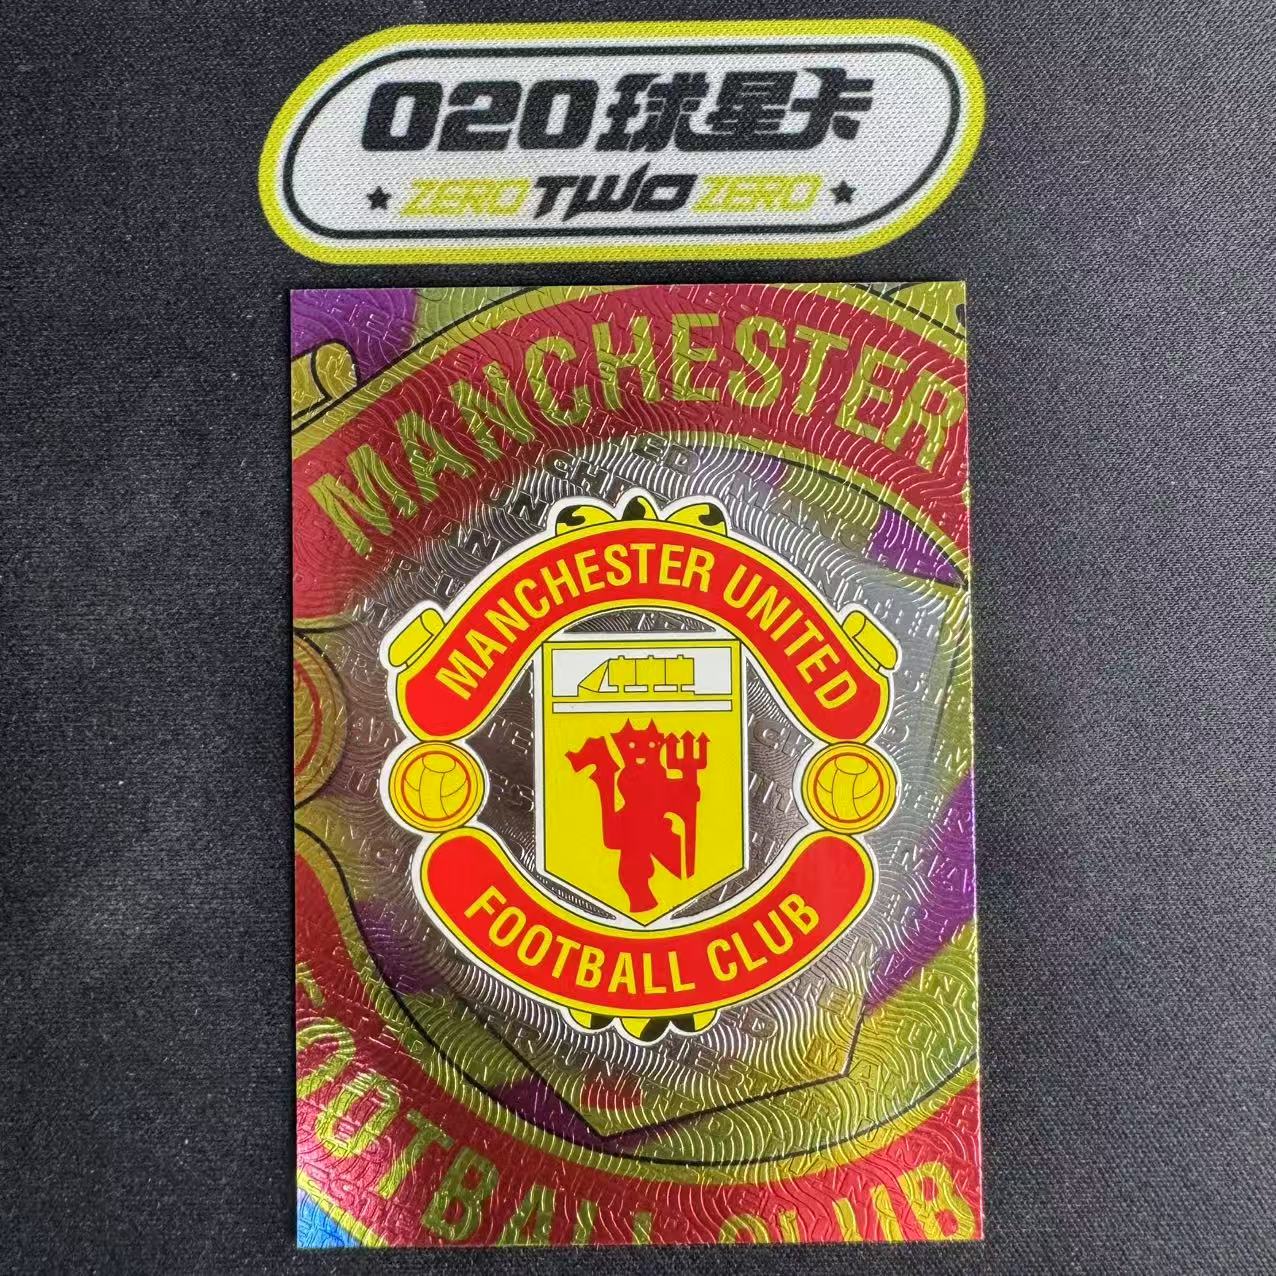 020球星卡
ZERO TWO ZERO
MANCHESTER
MANCHESTER UNITED
FOOTBALL CLUB
FOOTBALL CLUB